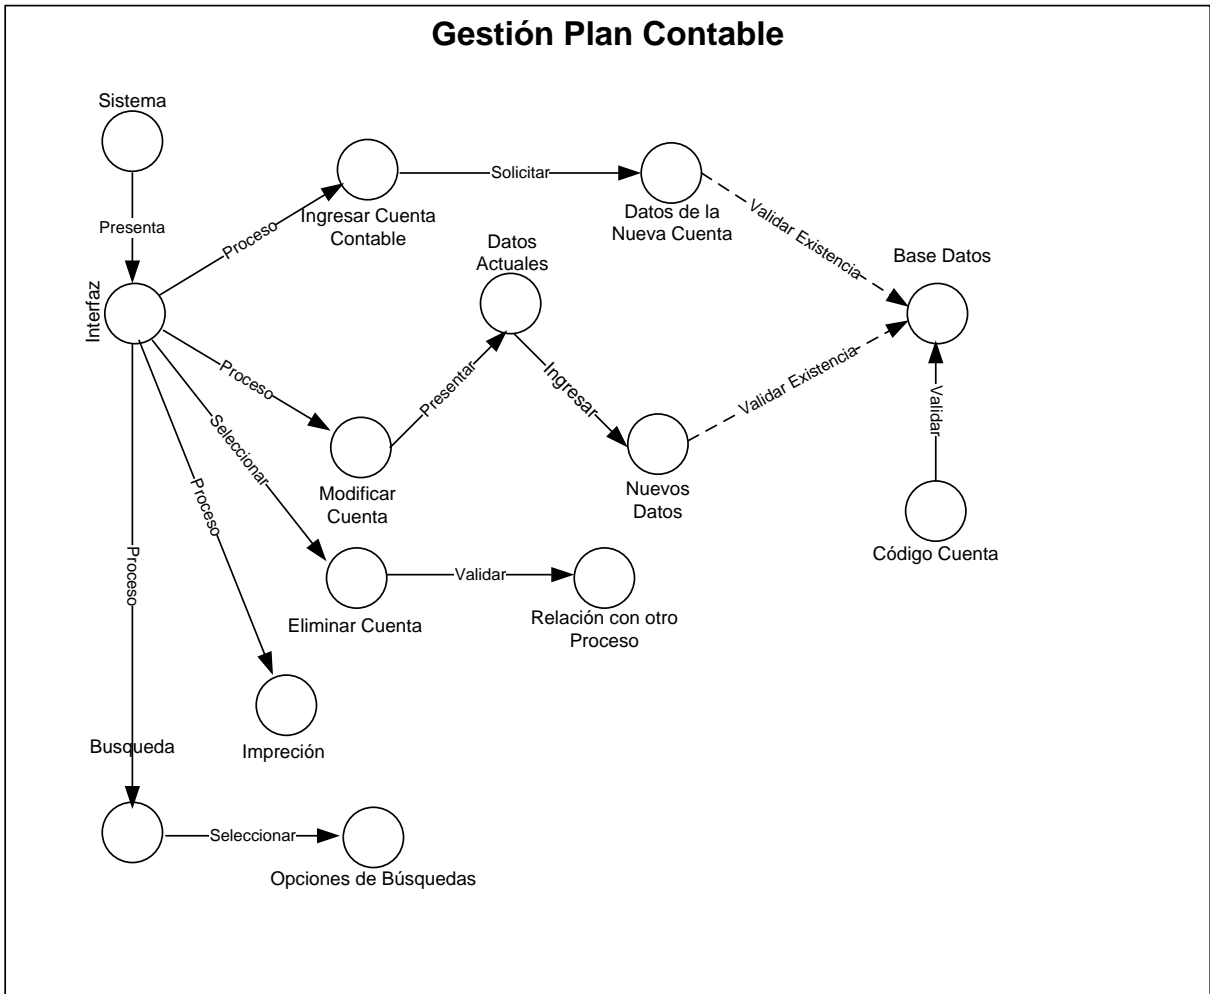 Gestión Plan Contable
Sistema
Presenta
Interfaz
Proceso
Ingresar Cuenta
Contable
Solicitar
Datos de la
Nueva Cuenta
Validar Existencia
Base Datos
Datos
Actuales
Proceso
Modificar
Cuenta
Presentar
Ingresar
Nuevos
Datos
Validar Existencia
Validar
Código Cuenta
Seleccionar
Eliminar Cuenta
Validar
Relación con otro
Proceso
Proceso
Impreción
Proceso
Busqueda
Seleccionar
Opciones de Búsquedas